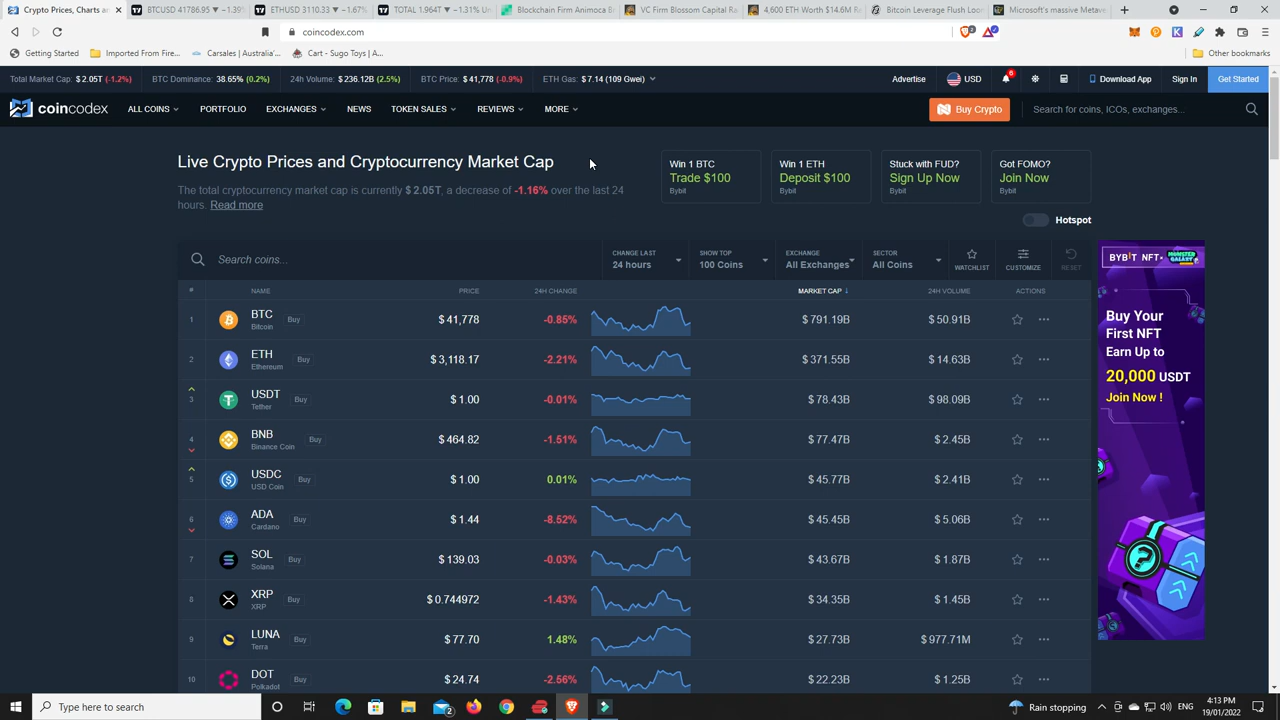 Crypto Prices, Charts an
BTCUSD 41786.95 ▼ −1.39%
ETHUSD 3110.33 ▼ −1.67%
TOTAL 1.964T ▼ −1.31% Un
Blockchain Firm Animoca B
VC Firm Blossom Capital Ra
4,600 ETH Worth $14.6M Re
Bitcoin Leverage Flush Loo
Microsoft's massive Metave
coincodex.com
Getting Started
Imported From Fire...
Carsales | Australia'...
Cart - Sugo Toys | A...
Other bookmarks
Total Market Cap: $ 2.05T (-1.2%)
BTC Dominance: 38.65% (0.2%)
24h Volume: $ 236.12B (2.5%)
BTC Price: $ 41,778 (-0.9%)
ETH Gas: $ 7.14 (109 Gwei)
Advertise
USD
6
Download App
Sign In
Get Started
coincodex
ALL COINS
PORTFOLIO
EXCHANGES
NEWS
TOKEN SALES
REVIEWS
MORE
Buy Crypto
Search for coins, ICOs, exchanges...
Live Crypto Prices and Cryptocurrency Market Cap
The total cryptocurrency market cap is currently $ 2.05T, a decrease of -1.16% over the last 24
hours. Read more
Win 1 BTC
Trade $100
Bybit
Win 1 ETH
Deposit $100
Bybit
Stuck with FUD?
Sign Up Now
Bybit
Got FOMO?
Join Now
Bybit
Hotspot
Search coins...
CHANGE LAST
24 hours
SHOW TOP
100 Coins
EXCHANGE
All Exchanges
SECTOR
All Coins
WATCHLIST
CUSTOMIZE
RESET
# NAME PRICE 24H CHANGE MARKET CAP ↓ 24H VOLUME ACTIONS
1 BTC Bitcoin Buy $ 41,778 -0.85% $ 791.19B $ 50.91B
2 ETH Ethereum Buy $ 3,118.17 -2.21% $ 371.55B $ 14.63B
3 USDT Tether Buy $ 1.00 -0.01% $ 78.43B $ 98.09B
4 BNB Binance Coin Buy $ 464.82 -1.51% $ 77.47B $ 2.45B
5 USDC USD Coin Buy $ 1.00 0.01% $ 45.77B $ 2.41B
6 ADA Cardano Buy $ 1.44 -8.52% $ 45.45B $ 5.06B
7 SOL Solana Buy $ 139.03 -0.03% $ 43.67B $ 1.87B
8 XRP XRP Buy $ 0.744972 -1.43% $ 34.35B $ 1.45B
9 LUNA Terra Buy $ 77.70 1.48% $ 27.73B $ 977.71M
10 DOT Polkadot Buy $ 24.74 -2.56% $ 22.23B $ 1.25B
BYBIT NFT
Buy Your
First NFT
Earn Up to
20,000 USDT
Join Now !
Type here to search
2
Rain stopping
ENG
4:13 PM
19/01/2022